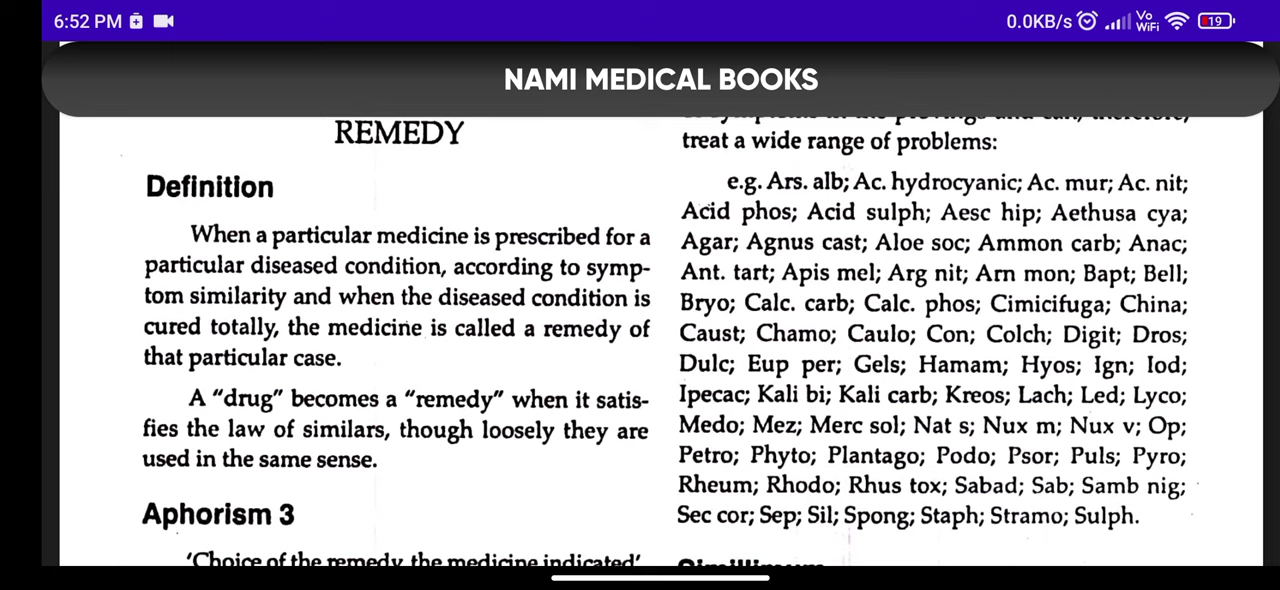 6:52 PM
0.0KB/s
Vo
WiFi
19
NAMI MEDICAL BOOKS
REMEDY
Definition
When a particular medicine is prescribed for a
particular diseased condition, according to symp-
tom similarity and when the diseased condition is
cured totally, the medicine is called a remedy of
that particular case.
A “drug” becomes a “remedy” when it satis-
fies the law of similars, though loosely they are
used in the same sense.
Aphorism 3
'Choice of the remedy, the medicine indicated'
of symptoms in the provings and can, therefore,
treat a wide range of problems:
e.g. Ars. alb; Ac. hydrocyanic; Ac. mur; Ac. nit;
Acid phos; Acid sulph; Aesc hip; Aethusa cya;
Agar; Agnus cast; Aloe soc; Ammon carb; Anac;
Ant. tart; Apis mel; Arg nit; Arn mon; Bapt; Bell;
Bryo; Calc. carb; Calc. phos; Cimicifuga; China;
Caust; Chamo; Caulo; Con; Colch; Digit; Dros;
Dulc; Eup per; Gels; Hamam; Hyos; Ign; Iod;
Ipecac; Kali bi; Kali carb; Kreos; Lach; Led; Lyco;
Medo; Mez; Merc sol; Nat s; Nux m; Nux v; Op;
Petro; Phyto; Plantago; Podo; Psor; Puls; Pyro;
Rheum; Rhodo; Rhus tox; Sabad; Sab; Samb nig;
Sec cor; Sep; Sil; Spong; Staph; Stramo; Sulph.
Simillimum